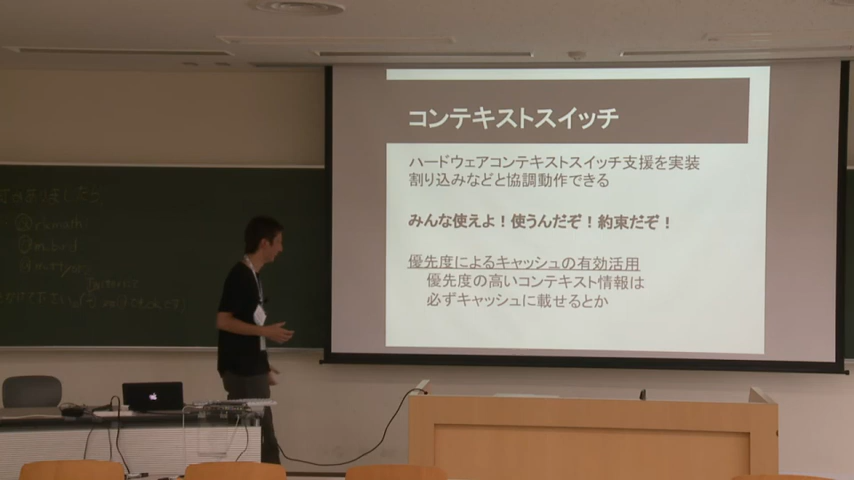 コンテキストスイッチ
ハードウェアコンテキストスイッチ支援を実装
割り込みなどと協調動作できる
みんな使えよ！使うんだぞ！約束だぞ！
優先度によるキャッシュの有効活用
優先度の高いコンテキスト情報は
必ずキャッシュに載せるとか